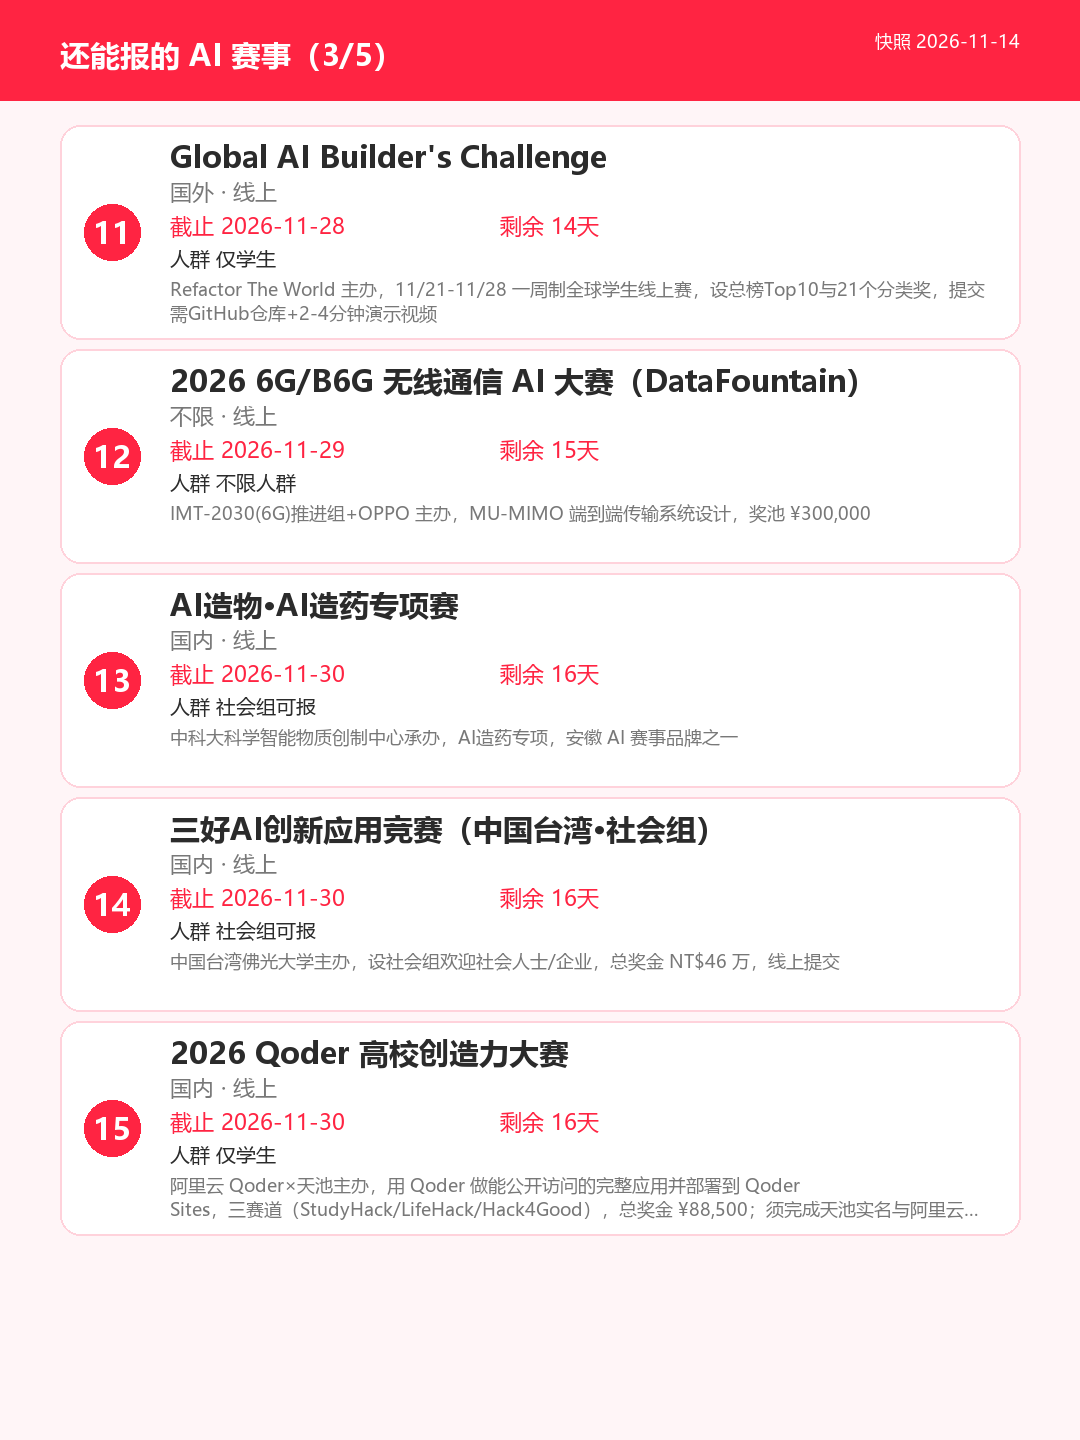 还能报的 AI 赛事（3/5）
快照 2026-11-14
11
Global AI Builder's Challenge
国外 · 线上
截止 2026-11-28 剩余 14天
人群 仅学生
Refactor The World 主办，11/21-11/28 一周制全球学生线上赛，设总榜Top10与21个分类奖，提交
需GitHub仓库+2-4分钟演示视频
12
2026 6G/B6G 无线通信 AI 大赛（DataFountain）
不限 · 线上
截止 2026-11-29 剩余 15天
人群 不限人群
IMT-2030(6G)推进组+OPPO 主办，MU-MIMO 端到端传输系统设计，奖池 ¥300,000
13
AI造物•AI造药专项赛
国内 · 线上
截止 2026-11-30 剩余 16天
人群 社会组可报
中科大科学智能物质创制中心承办，AI造药专项，安徽 AI 赛事品牌之一
14
三好AI创新应用竞赛（中国台湾•社会组）
国内 · 线上
截止 2026-11-30 剩余 16天
人群 社会组可报
中国台湾佛光大学主办，设社会组欢迎社会人士/企业，总奖金 NT$46 万，线上提交
15
2026 Qoder 高校创造力大赛
国内 · 线上
截止 2026-11-30 剩余 16天
人群 仅学生
阿里云 Qoder×天池主办，用 Qoder 做能公开访问的完整应用并部署到 Qoder
Sites，三赛道（StudyHack/LifeHack/Hack4Good），总奖金 ¥88,500；须完成天池实名与阿里云…